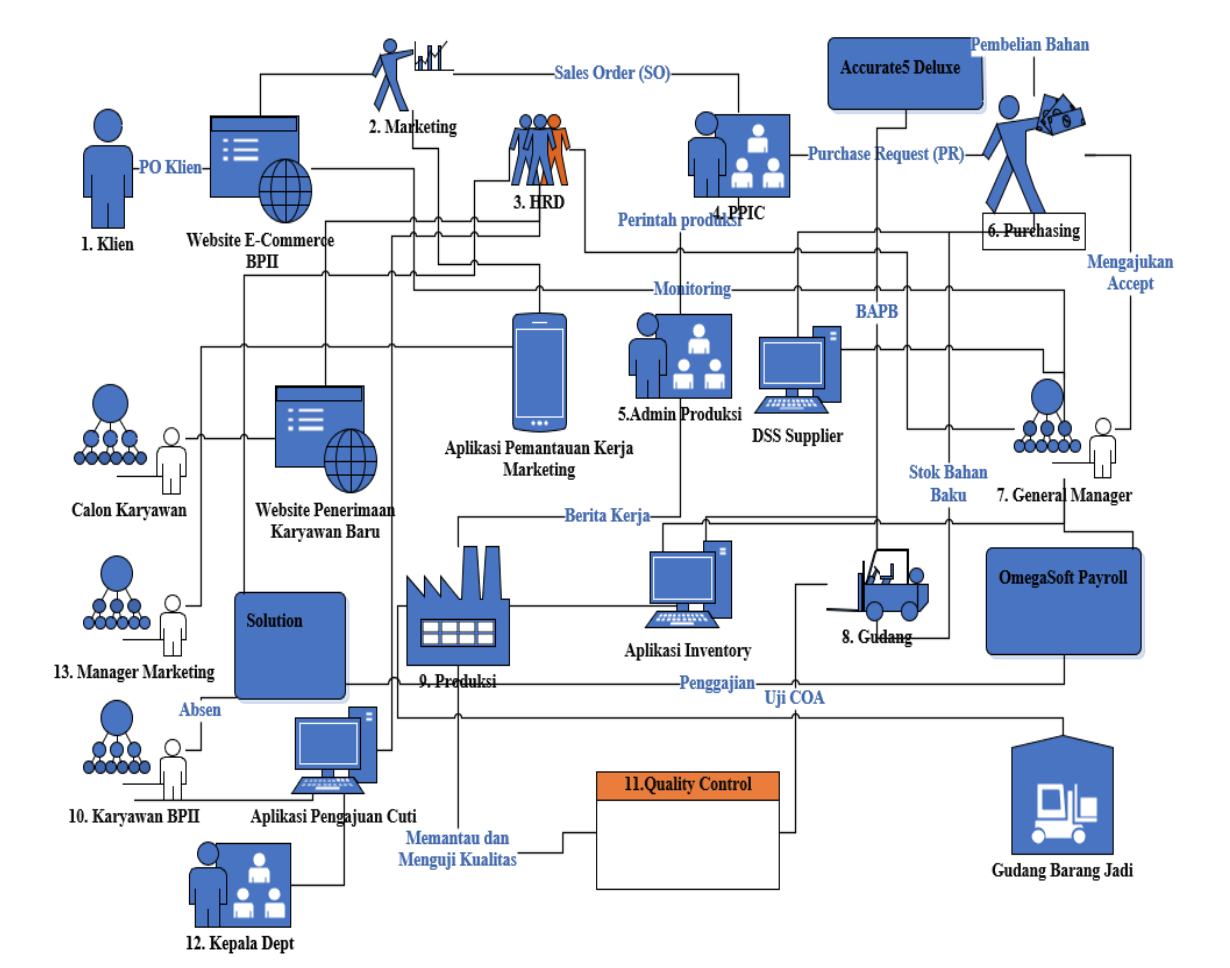 Pembelian Bahan
Accurate5 Deluxe
Sales Order (SO)
2. Marketing
PO Klien
Purchase Request (PR)
3. HRD
4. PPIC
Perintah produksi
6. Purchasing
1. Klien
Website E-Commerce
BPII
Mengajukan
Accept
Monitoring
BAPB
5.Admin Produksi
DSS Supplier
Aplikasi Pemantauan Kerja
Marketing
Stok Bahan
Baku
7. General Manager
Calon Karyawan
Website Penerimaan
Karyawan Baru
Berita Kerja
OmegaSoft Payroll
Solution
8. Gudang
Aplikasi Inventory
13. Manager Marketing
9. Produksi
Penggajian
Uji COA
Absen
11.Quality Control
10. Karyawan BPII
Aplikasi Pengajuan Cuti
Memantau dan
Menguji Kualitas
Gudang Barang Jadi
12. Kepala Dept